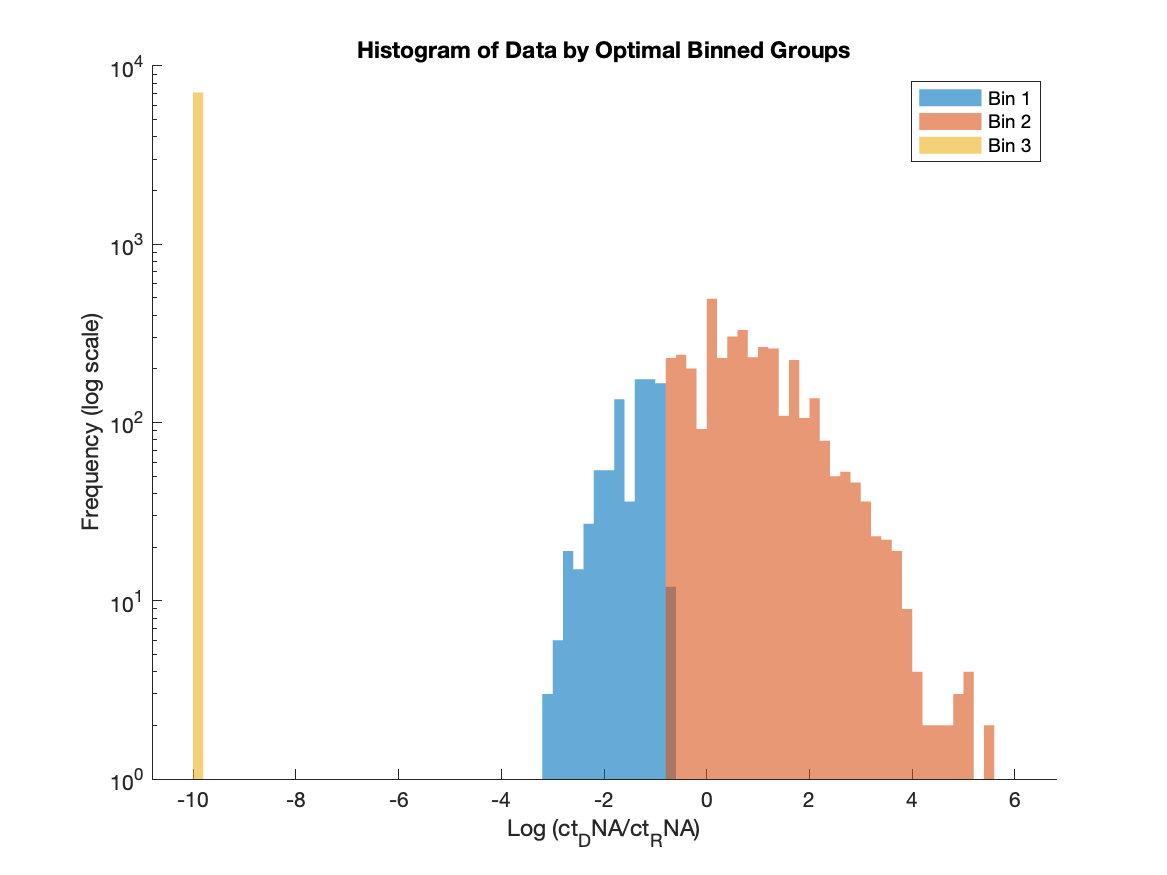 Histogram of Data by Optimal Binned Groups
Bin 1
Bin 2
Bin 3
Frequency (log scale)
10^4
10^3
10^2
10^1
10^0
-10 -8 -6 -4 -2 0 2 4 6
Log (ct_DNA/ct_RNA)